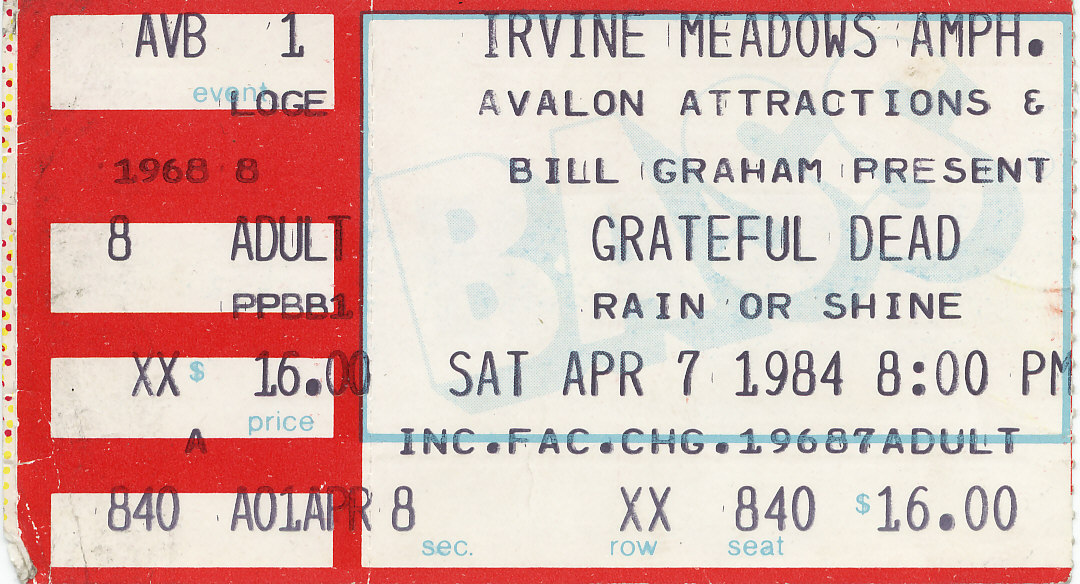 AVB 1 IRVINE MEADOWS AMPH.
event
LOGE AVALON ATTRACTIONS &
1968 8 BILL GRAHAM PRESENT
BASS
8 ADULT GRATEFUL DEAD
PPBB1 RAIN OR SHINE
XX $ 16.00 SAT APR 7 1984 8:00 PM
price
A INC.FAC.CHG.19687ADULT
840 A01APR 8 XX 840 $16.00
sec. row seat